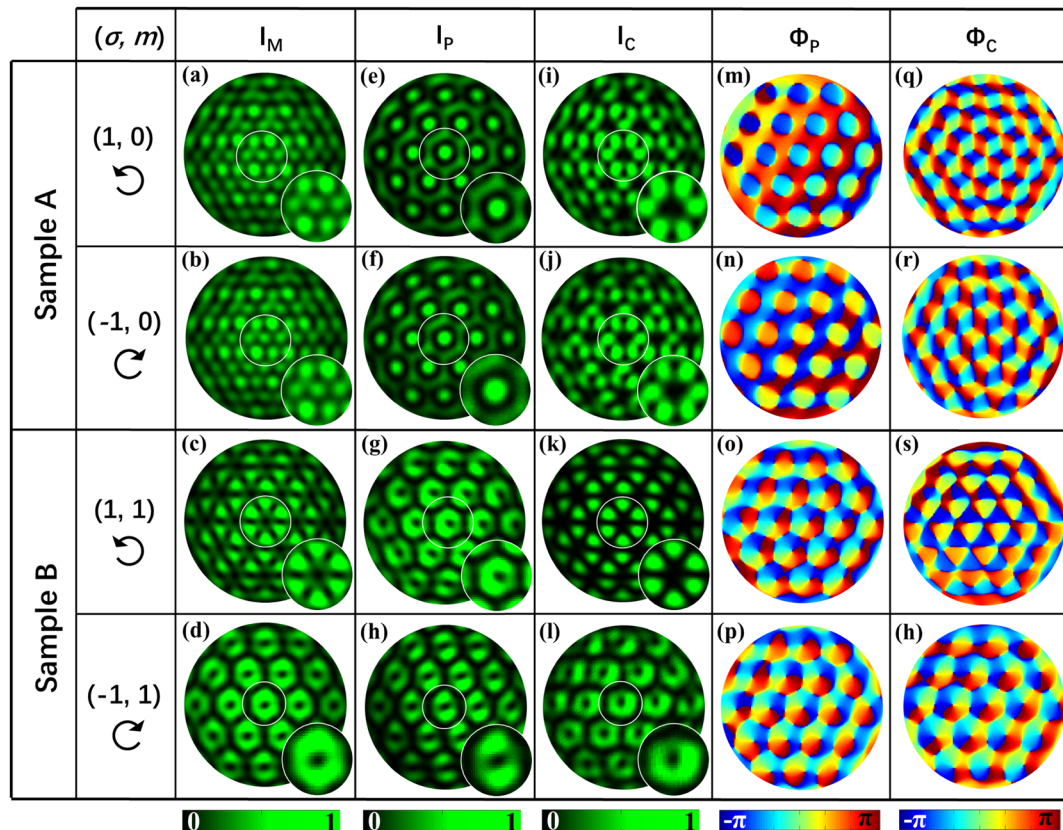 (σ, m) I_M I_P I_C Φ_P Φ_C
Sample A
(1, 0)
(a) (e) (i) (m) (q)
(-1, 0)
(b) (f) (j) (n) (r)
Sample B
(1, 1)
(c) (g) (k) (o) (s)
(-1, 1)
(d) (h) (l) (p) (h)
0 1 0 1 0 1 -π π -π π